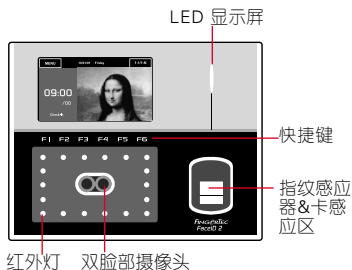 LED 显示屏
MENU
Friday
09:00
F1 F2 F3 F4 F5 F6
快捷键
指纹感应
器&卡感
应区
FingerTec
FaceID 2
红外灯 双脸部摄像头